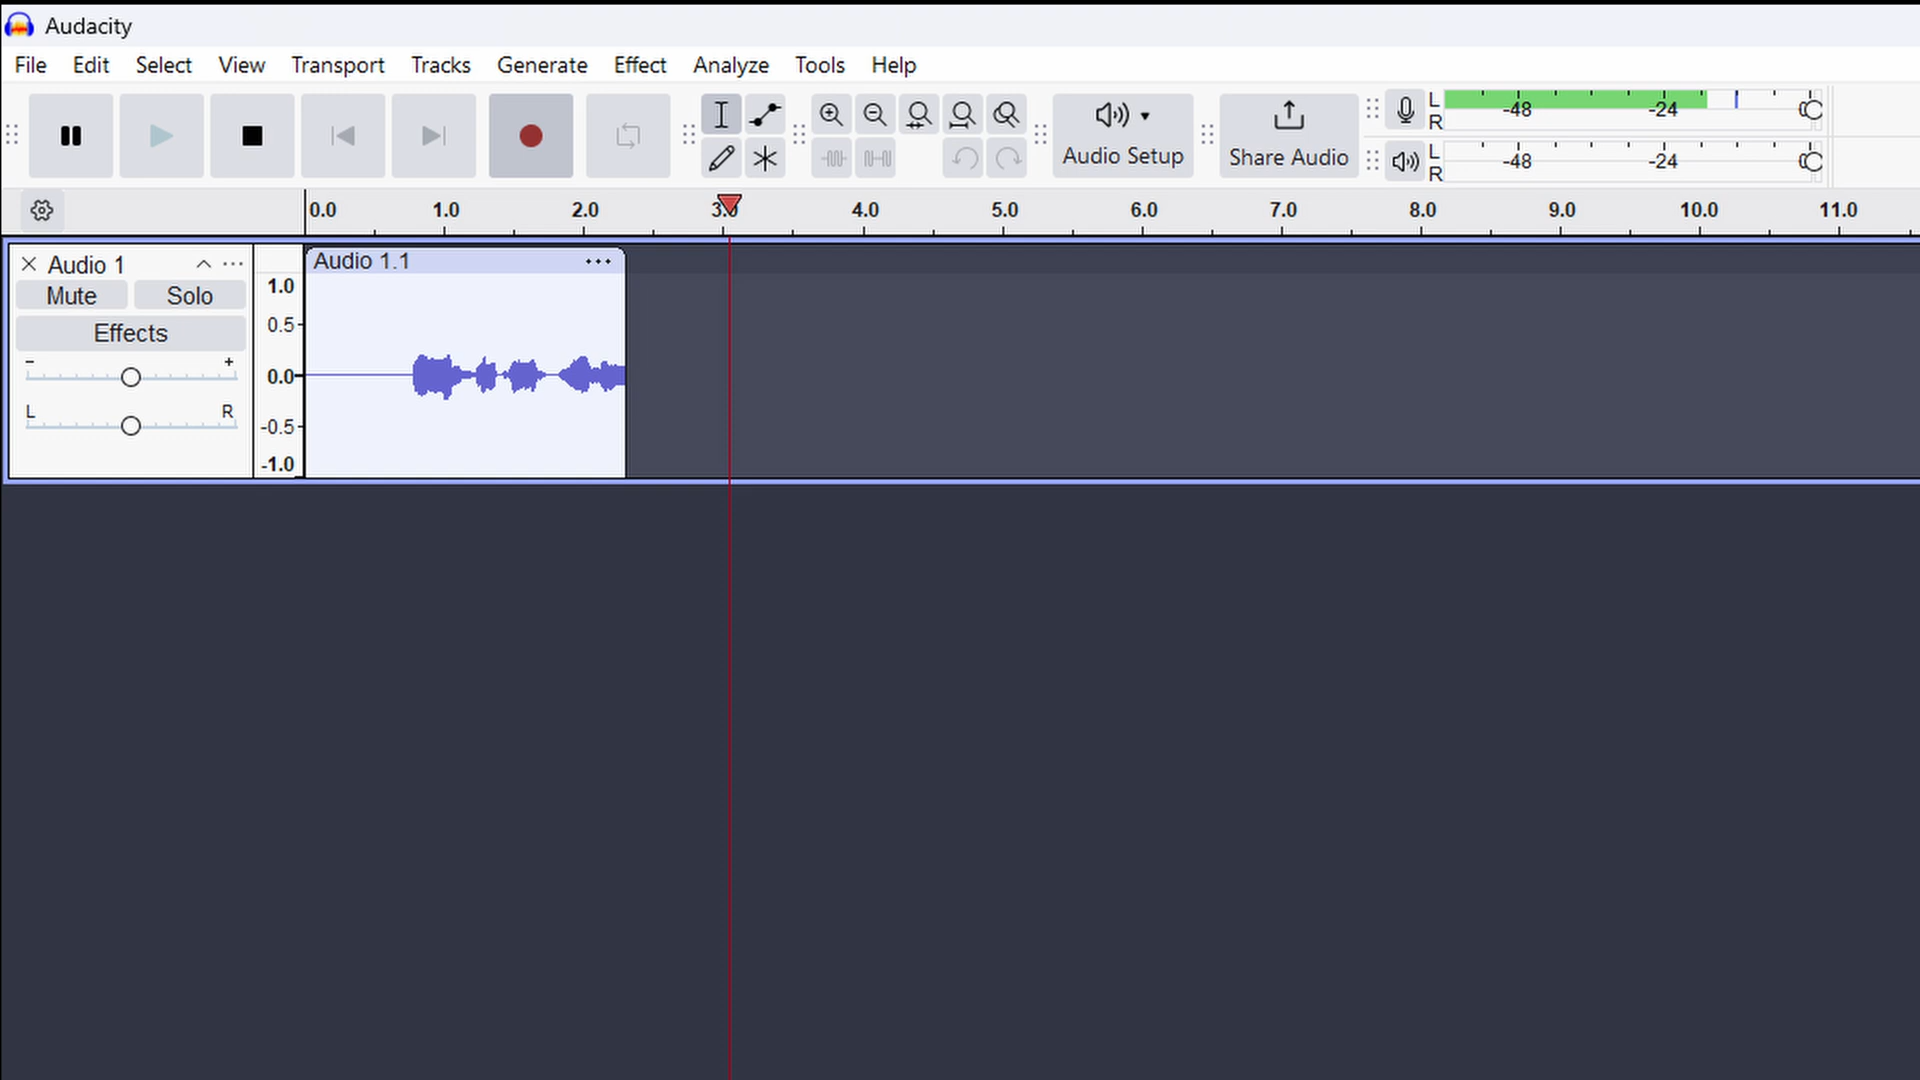 Audacity
File Edit Select View Transport Tracks Generate Effect Analyze Tools Help
L -48 -24 0
R
Audio Setup Share Audio
L -48 -24 0
R
0.0 1.0 2.0 3.0 4.0 5.0 6.0 7.0 8.0 9.0 10.0 11.0
Audio 1
Mute Solo
Effects
- +
L R
1.0
0.5
0.0
-0.5
-1.0
Audio 1.1